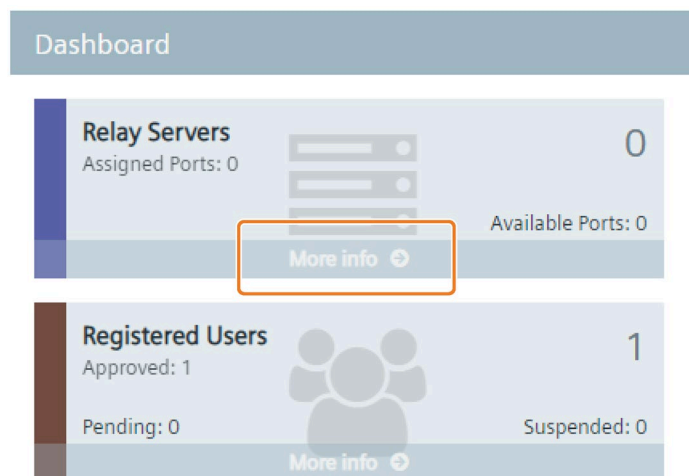 Dashboard
Relay Servers
0
Assigned Ports: 0
Available Ports: 0
More info
Registered Users
1
Approved: 1
Pending: 0
Suspended: 0
More info